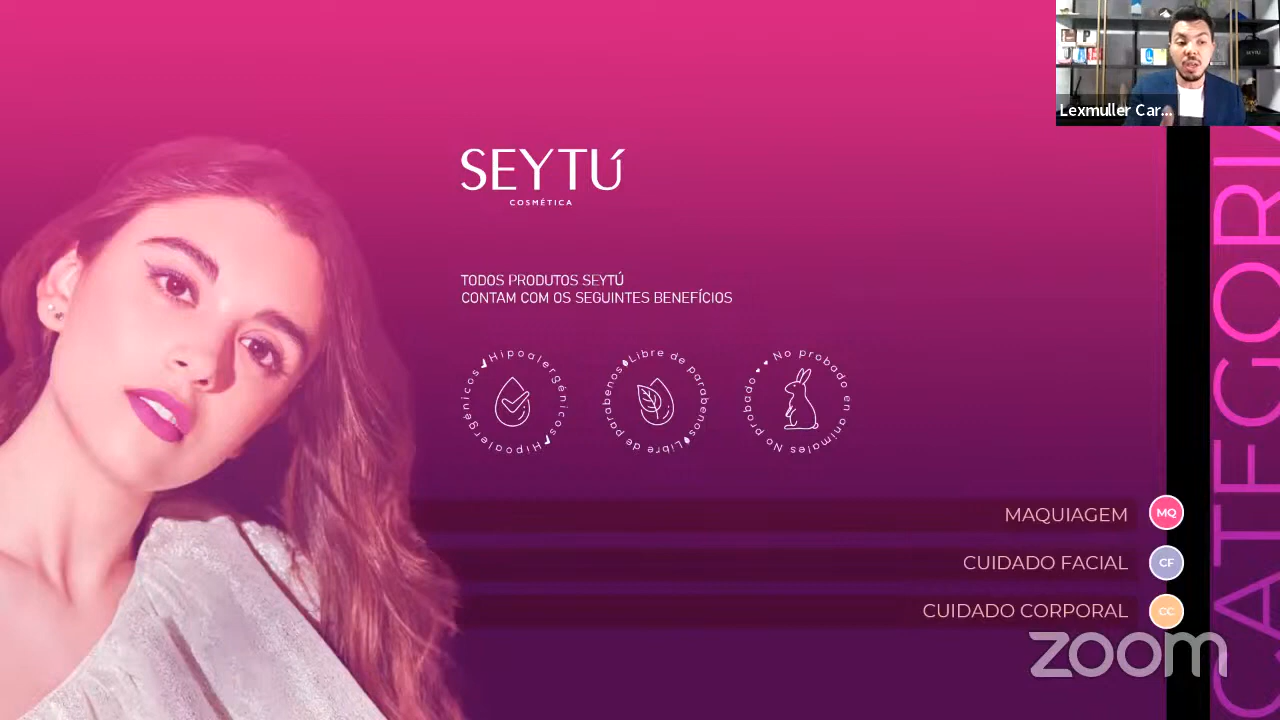 SEYTÚ
COSMÉTICA
TODOS PRODUTOS SEYTÚ
CONTAM COM OS SEGUINTES BENEFÍCIOS
Hipoalergénicos Hipoalergénicos
Libre de parabenos Libre de parabenos
No probado en animales No probado
MAQUIAGEM MQ
CUIDADO FACIAL CF
CUIDADO CORPORAL CC
zoom
Lexmuller Car...
SEYTÚ
CATEGORI